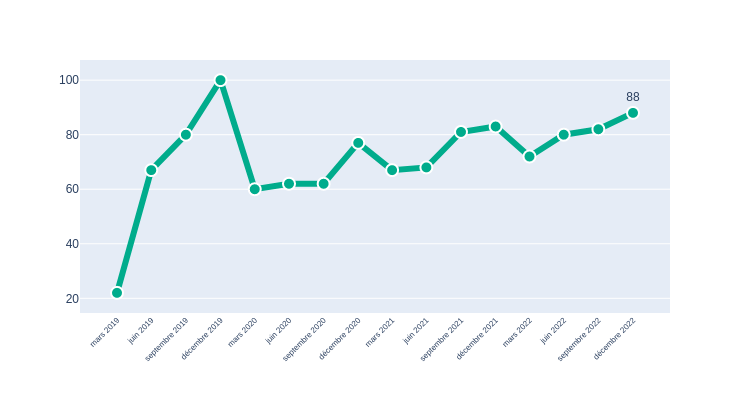 100
80
60
40
20
88
mars 2019
juin 2019
septembre 2019
décembre 2019
mars 2020
juin 2020
septembre 2020
décembre 2020
mars 2021
juin 2021
septembre 2021
décembre 2021
mars 2022
juin 2022
septembre 2022
décembre 2022